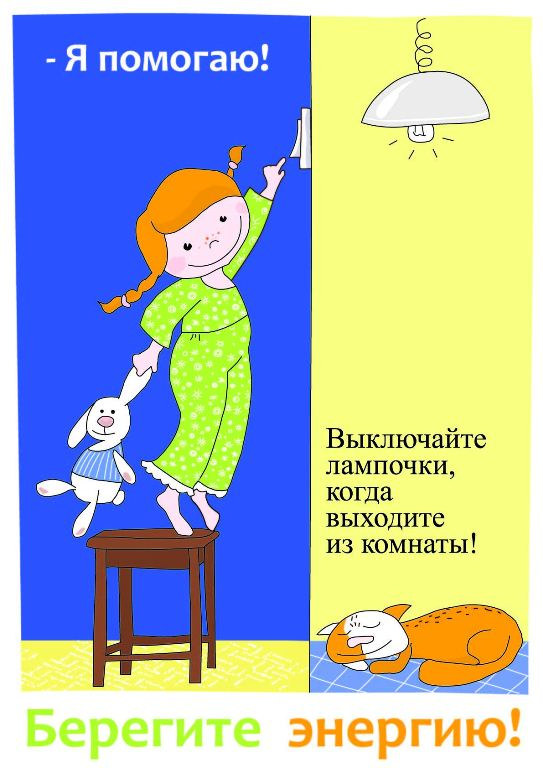 - Я помогаю!
Выключайте
лампочки,
когда
выходите
из комнаты!
Берегите энергию!